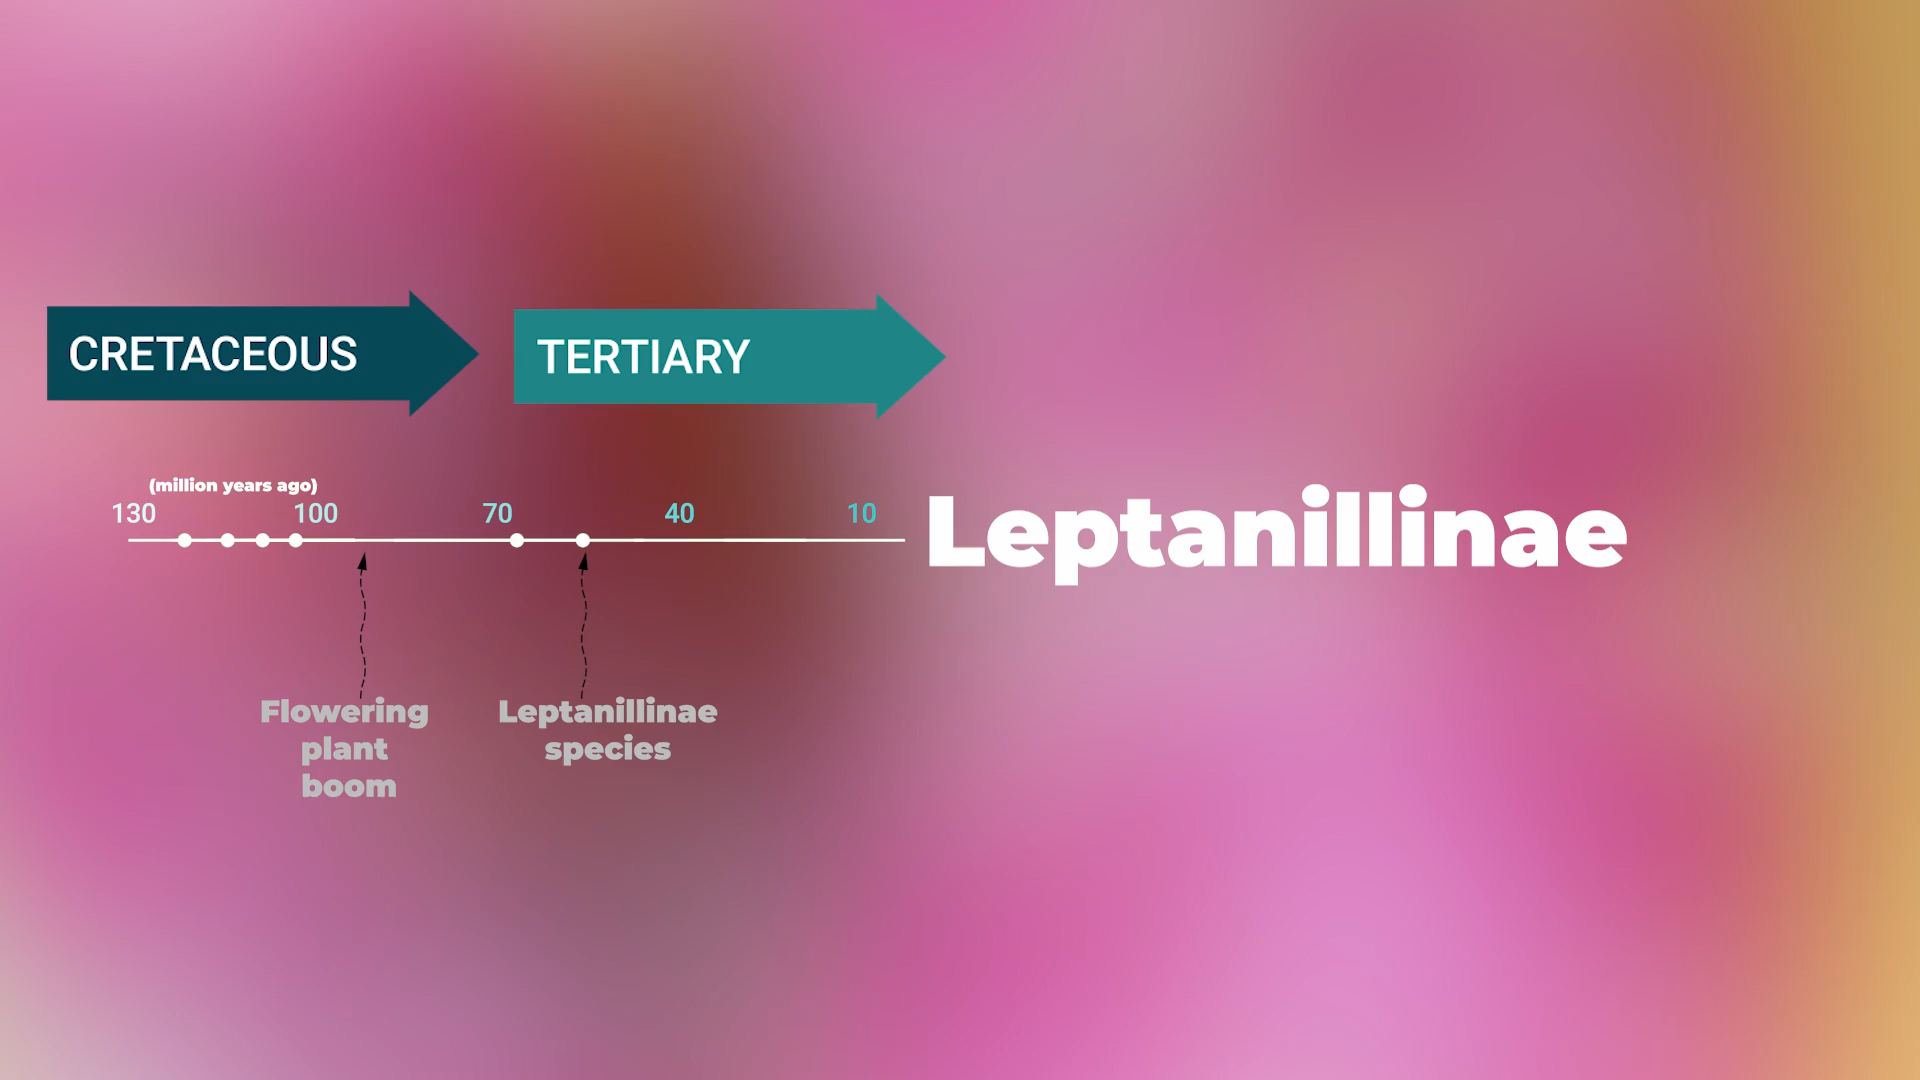 CRETACEOUS
TERTIARY
(million years ago)
130 100 70 40 10
Leptanillinae
Flowering
plant
boom
Leptanillinae
species